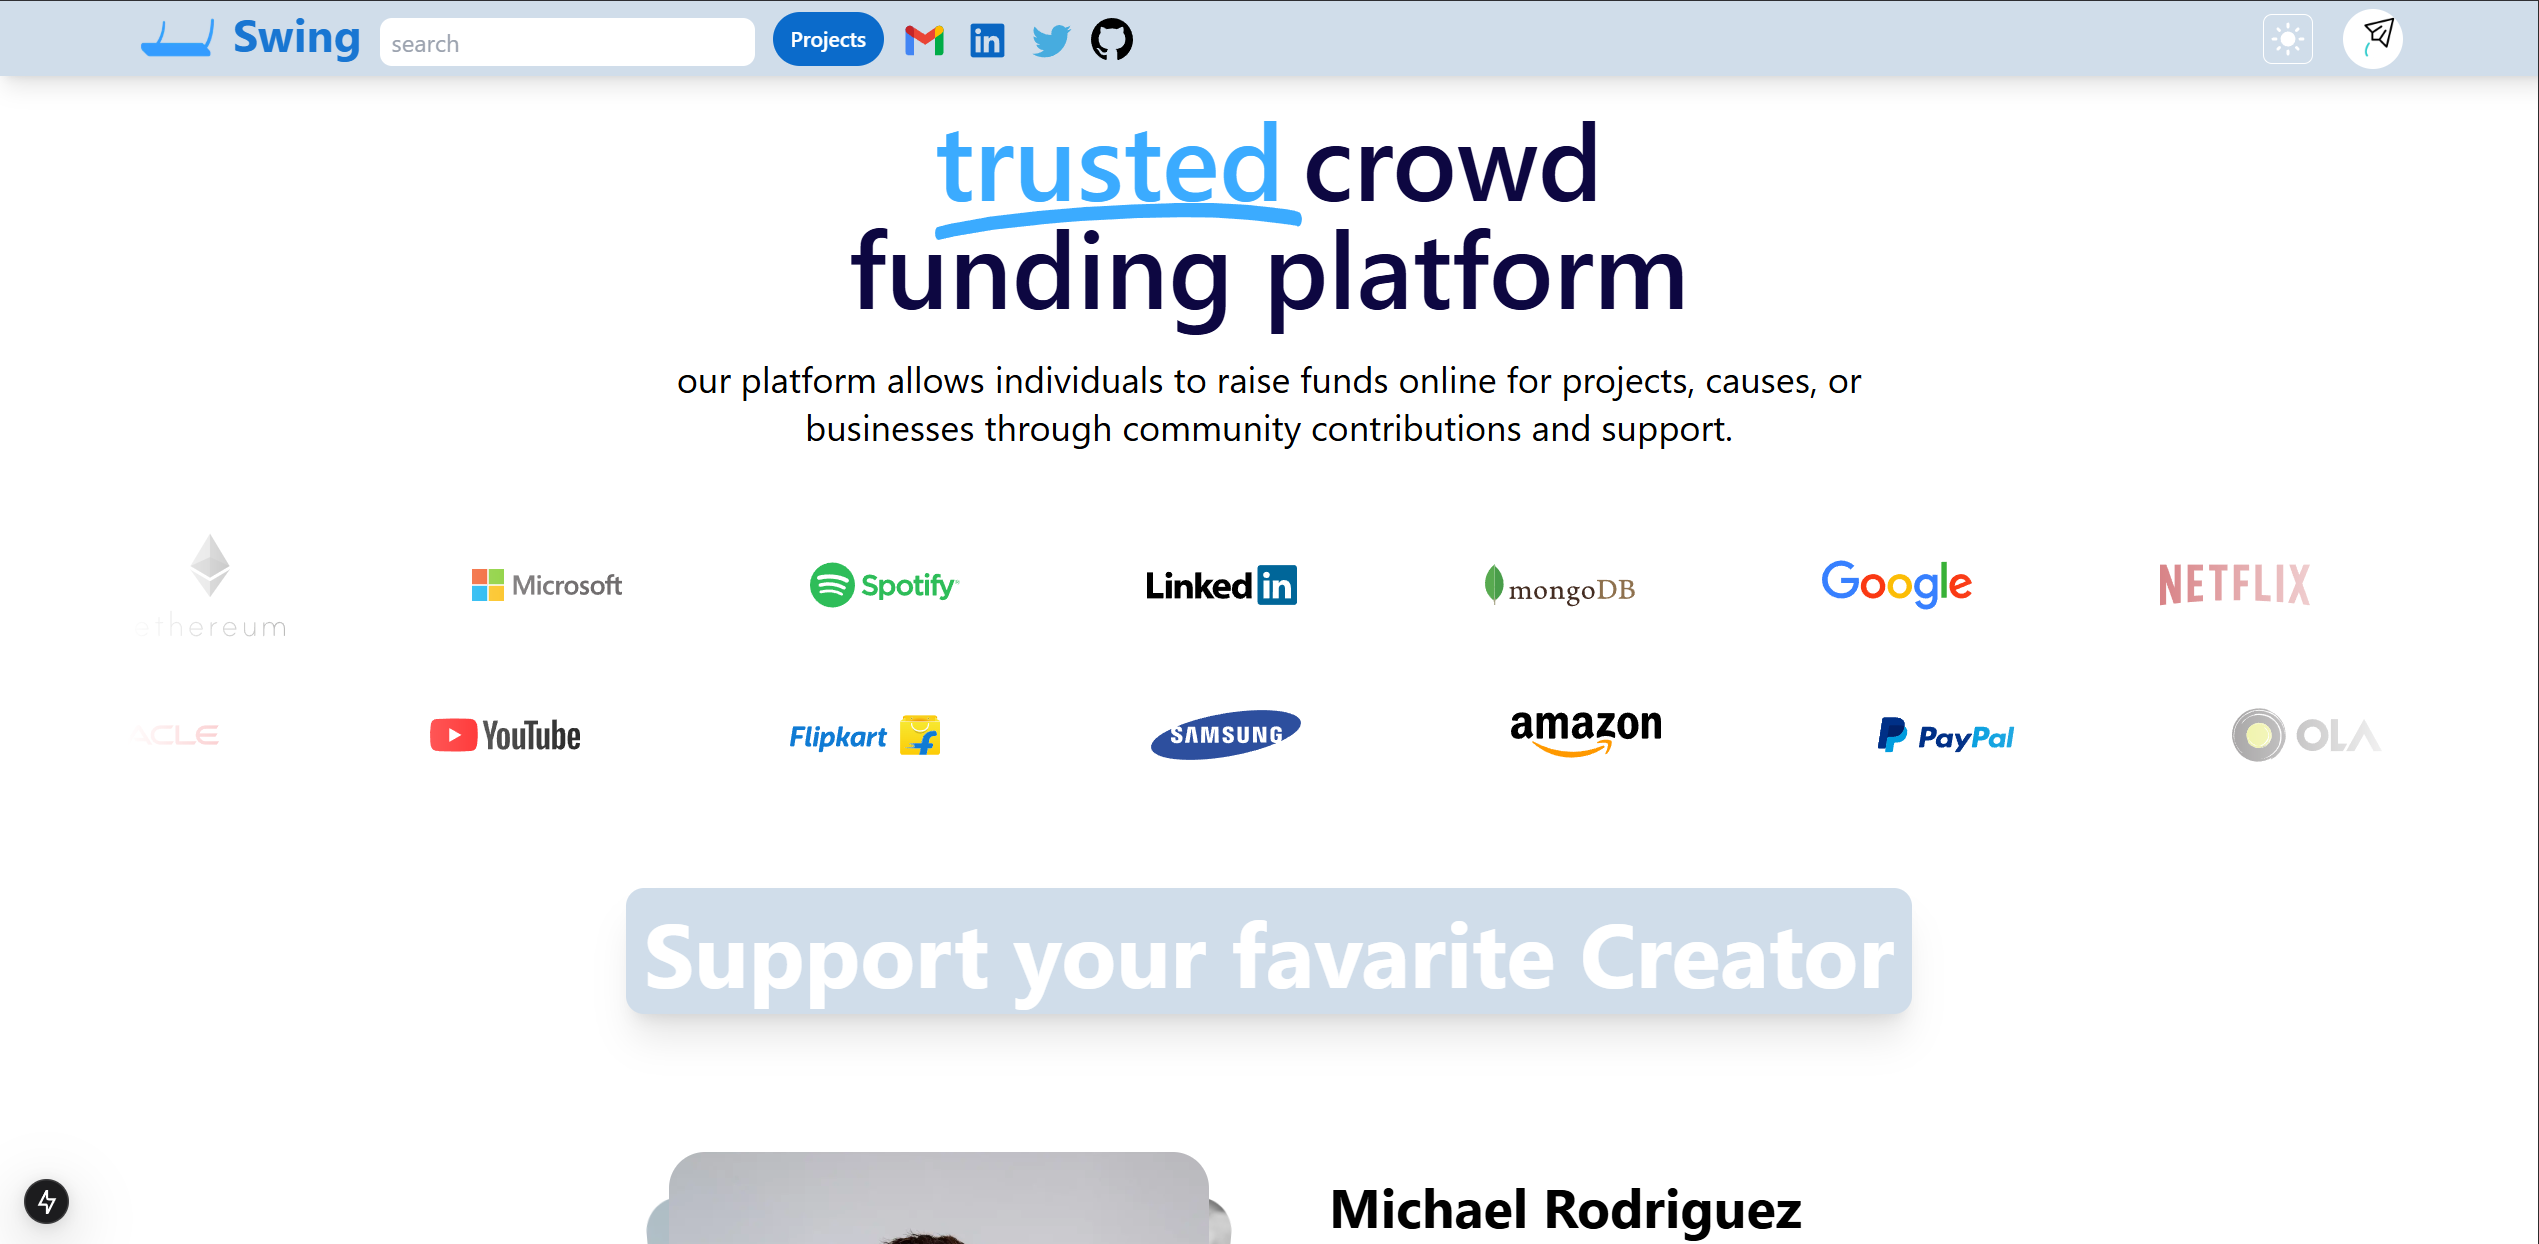 Swing
search
Projects
trusted crowd
funding platform
our platform allows individuals to raise funds online for projects, causes, or
businesses through community contributions and support.
ethereum
Microsoft
Spotify
Linked in
mongoDB
Google
NETFLIX
ACLE
YouTube
Flipkart
SAMSUNG
amazon
PayPal
OLA
Support your favarite Creator
Michael Rodriguez